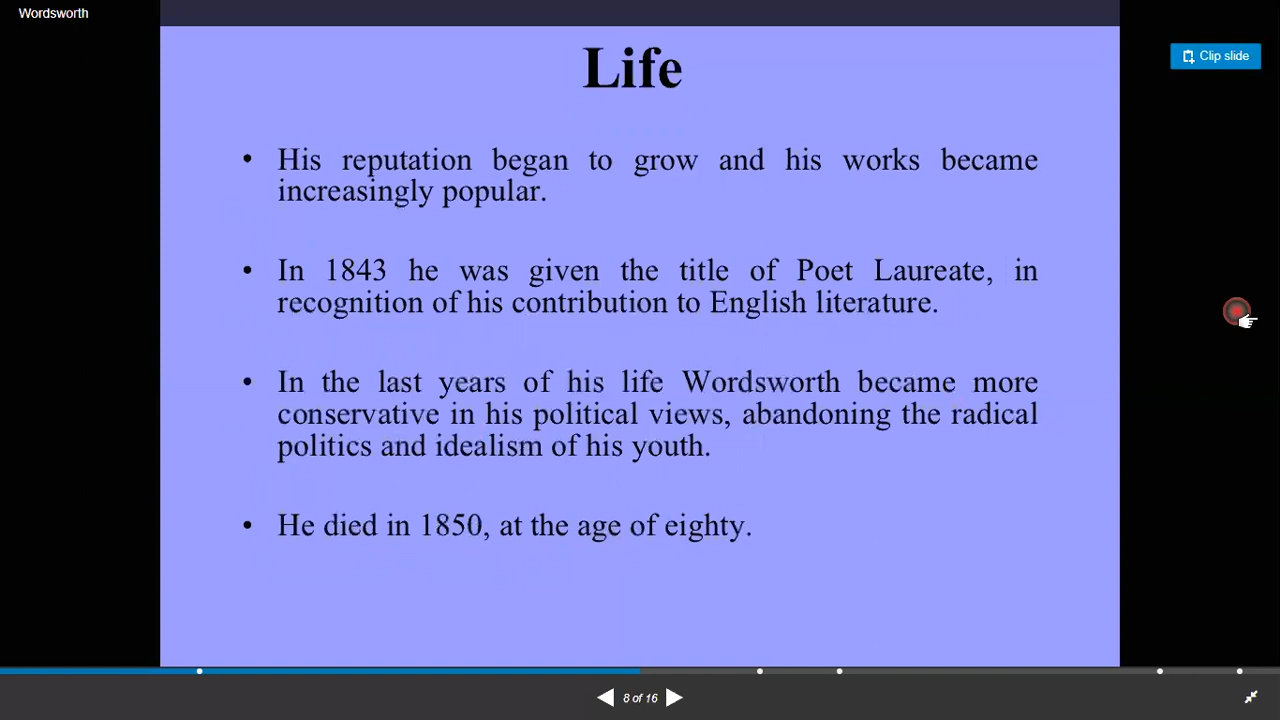 Wordsworth
Clip slide
Life
• His reputation began to grow and his works became
increasingly popular.
• In 1843 he was given the title of Poet Laureate, in
recognition of his contribution to English literature.
• In the last years of his life Wordsworth became more
conservative in his political views, abandoning the radical
politics and idealism of his youth.
• He died in 1850, at the age of eighty.
8 of 16